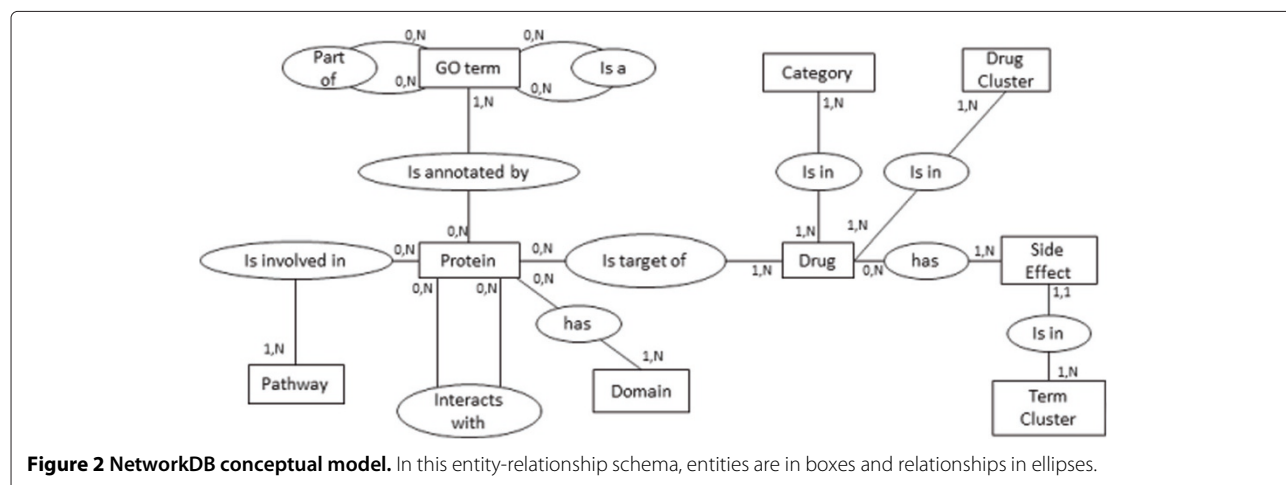 0,N
0,N
Part
of
GO term
Is a
0,N
0,N
1,N
Category
1,N
Drug
Cluster
1,N
Is annotated by
Is in
Is in
0,N
1,N
1,N
Is involved in
0,N
Protein
0,N
Is target of
1,N
Drug
0,N
has
1,N
Side
Effect
0,N
0,N
0,N
1,1
has
Is in
1,N
Pathway
1,N
Domain
1,N
Term
Cluster
Interacts
with
Figure 2 NetworkDB conceptual model. In this entity-relationship schema, entities are in boxes and relationships in ellipses.